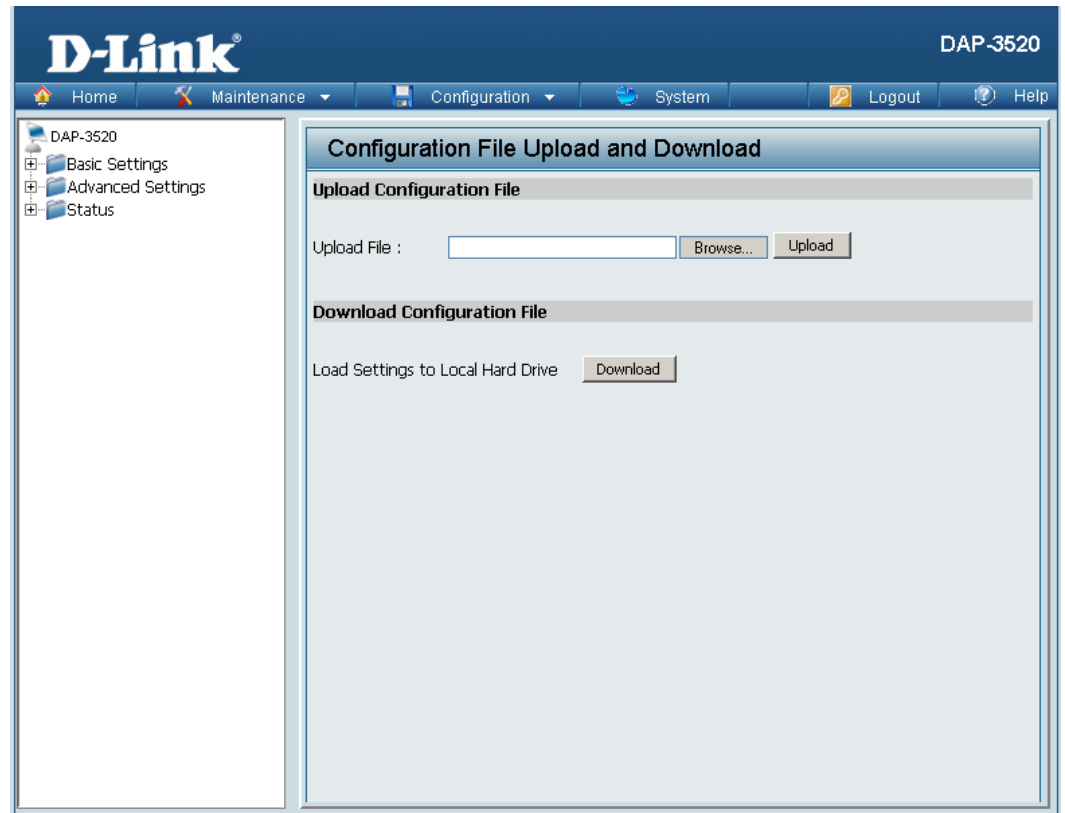 D-Link®
DAP-3520
Home Maintenance Configuration System Logout Help
DAP-3520
Basic Settings
Advanced Settings
Status
Configuration File Upload and Download
Upload Configuration File
Upload File : Browse... Upload
Download Configuration File
Load Settings to Local Hard Drive Download